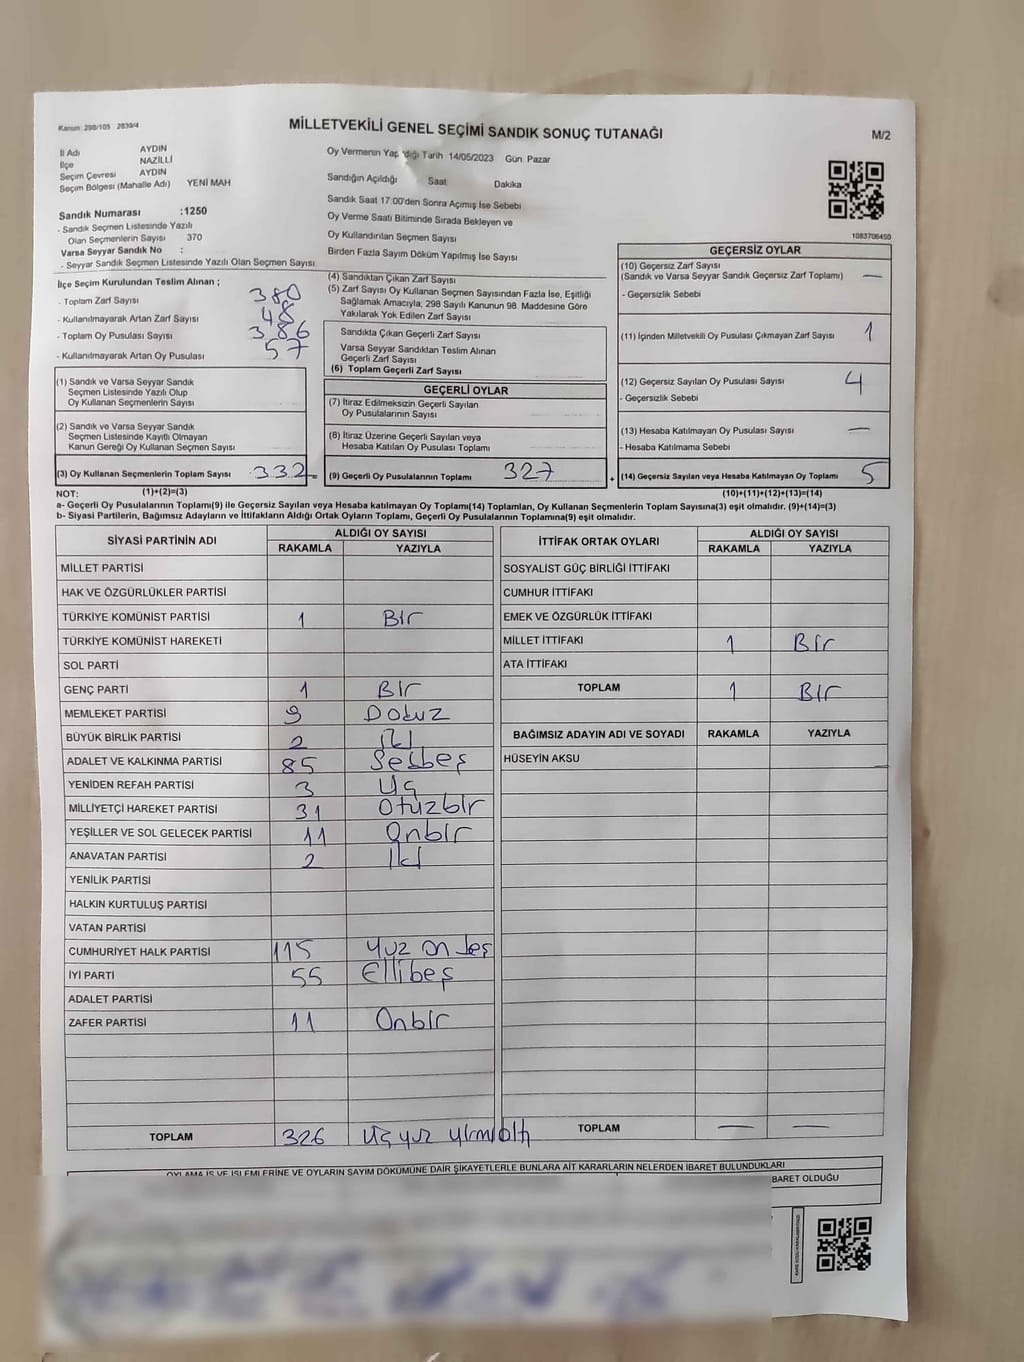 Kanun: 298/105 2839/4
MİLLETVEKİLİ GENEL SEÇİMİ SANDIK SONUÇ TUTANAĞI
M/2
İl Adı AYDIN
İlçe NAZİLLİ
Seçim Çevresi AYDIN
Seçim Bölgesi (Mahalle Adı) YENİ MAH
Sandık Numarası :1250
- Sandık Seçmen Listesinde Yazılı
Olan Seçmenlerin Sayısı 370
Varsa Seyyar Sandık No :
- Seyyar Sandık Seçmen Listesinde Yazılı Olan Seçmen Sayısı:
Oy Vermenin Yapıldığı Tarih 14/05/2023 Gün Pazar
Sandığın Açıldığı Saat Dakika
Sandık Saat 17:00'den Sonra Açımış İse Sebebi
Oy Verme Saati Bitiminde Sırada Bekleyen ve
Oy Kullandırılan Seçmen Sayısı
Birden Fazla Sayım Döküm Yapılmış İse Sayısı
1083706450
İlçe Seçim Kurulundan Teslim Alınan ;
- Toplam Zarf Sayısı 380
- Kullanılmayarak Artan Zarf Sayısı 48
- Toplam Oy Pusulası Sayısı 386
- Kullanılmayarak Artan Oy Pusulası 57
(4) Sandıktan Çıkan Zarf Sayısı
(5) Zarf Sayısı Oy Kullanan Seçmen Sayısından Fazla İse, Eşitliği
Sağlamak Amacıyla; 298 Sayılı Kanunun 98. Maddesine Göre
Yakılarak Yok Edilen Zarf Sayısı
Sandıkta Çıkan Geçerli Zarf Sayısı
Varsa Seyyar Sandıktan Teslim Alınan
Geçerli Zarf Sayısı
(6) Toplam Geçerli Zarf Sayısı
GEÇERSİZ OYLAR
(10) Geçersiz Zarf Sayısı
(Sandık ve Varsa Seyyar Sandık Geçersiz Zarf Toplamı) —
- Geçersizlik Sebebi
(11) İçinden Milletvekili Oy Pusulası Çıkmayan Zarf Sayısı 1
(12) Geçersiz Sayılan Oy Pusulası Sayısı 4
- Geçersizlik Sebebi
(13) Hesaba Katılmayan Oy Pusulası Sayısı —
- Hesaba Katılmama Sebebi
(1) Sandık ve Varsa Seyyar Sandık
Seçmen Listesinde Yazılı Olup
Oy Kullanan Seçmenlerin Sayısı
(2) Sandık ve Varsa Seyyar Sandık
Seçmen Listesinde Kayıtlı Olmayan
Kanun Gereği Oy Kullanan Seçmen Sayısı
GEÇERLİ OYLAR
(7) İtiraz Edilmeksizin Geçerli Sayılan
Oy Pusulalarının Sayısı
(8) İtiraz Üzerine Geçerli Sayılan veya
Hesaba Katılan Oy Pusulası Toplamı
(3) Oy Kullanan Seçmenlerin Toplam Sayısı 332 = (9) Geçerli Oy Pusulalarının Toplamı 327 + (14) Geçersiz Sayılan veya Hesaba Katılmayan Oy Toplamı 5
NOT: (1)+(2)=(3) (10)+(11)+(12)+(13)=(14)
a- Geçerli Oy Pusulalarının Toplamı(9) ile Geçersiz Sayılan veya Hesaba katılmayan Oy Toplamı(14) Toplamları, Oy Kullanan Seçmenlerin Toplam Sayısına(3) eşit olmalıdır. (9)+(14)=(3)
b- Siyasi Partilerin, Bağımsız Adayların ve İttifakların Aldığı Ortak Oyların Toplamı, Geçerli Oy Pusulalarının Toplamına(9) eşit olmalıdır.
SİYASİ PARTİNİN ADI ALDIĞI OY SAYISI
RAKAMLA YAZIYLA
MİLLET PARTİSİ
HAK VE ÖZGÜRLÜKLER PARTİSİ
TÜRKİYE KOMÜNİST PARTİSİ 1 Bir
TÜRKİYE KOMÜNİST HAREKETİ
SOL PARTİ
GENÇ PARTİ 1 Bir
MEMLEKET PARTİSİ 9 Dokuz
BÜYÜK BİRLİK PARTİSİ 2 iki
ADALET VE KALKINMA PARTİSİ 85 Seksbeş
YENİDEN REFAH PARTİSİ 3 Üç
MİLLİYETÇİ HAREKET PARTİSİ 31 Otuzbir
YEŞİLLER VE SOL GELECEK PARTİSİ 11 Onbir
ANAVATAN PARTİSİ 2 İki
YENİLİK PARTİSİ
HALKIN KURTULUŞ PARTİSİ
VATAN PARTİSİ
CUMHURİYET HALK PARTİSİ 115 Yüz on beş
İYİ PARTİ 55 Ellibeş
ADALET PARTİSİ
ZAFER PARTİSİ 11 Onbir
TOPLAM 326 Üç yüz yirmialtı
İTTİFAK ORTAK OYLARI ALDIĞI OY SAYISI
RAKAMLA YAZIYLA
SOSYALİST GÜÇ BİRLİĞİ İTTİFAKI
CUMHUR İTTİFAKI
EMEK VE ÖZGÜRLÜK İTTİFAKI
MİLLET İTTİFAKI 1 Bir
ATA İTTİFAKI
TOPLAM 1 Bir
BAĞIMSIZ ADAYIN ADI VE SOYADI RAKAMLA YAZIYLA
HÜSEYİN AKSU
TOPLAM — —
OYLAMA İŞ VE İŞLEMLERİNE VE OYLARIN SAYIM DÖKÜMÜNE DAİR ŞİKAYETLERLE BUNLARA AİT KARARLARIN NELERDEN İBARET BULUNDUKLARI
BARET OLDUĞU